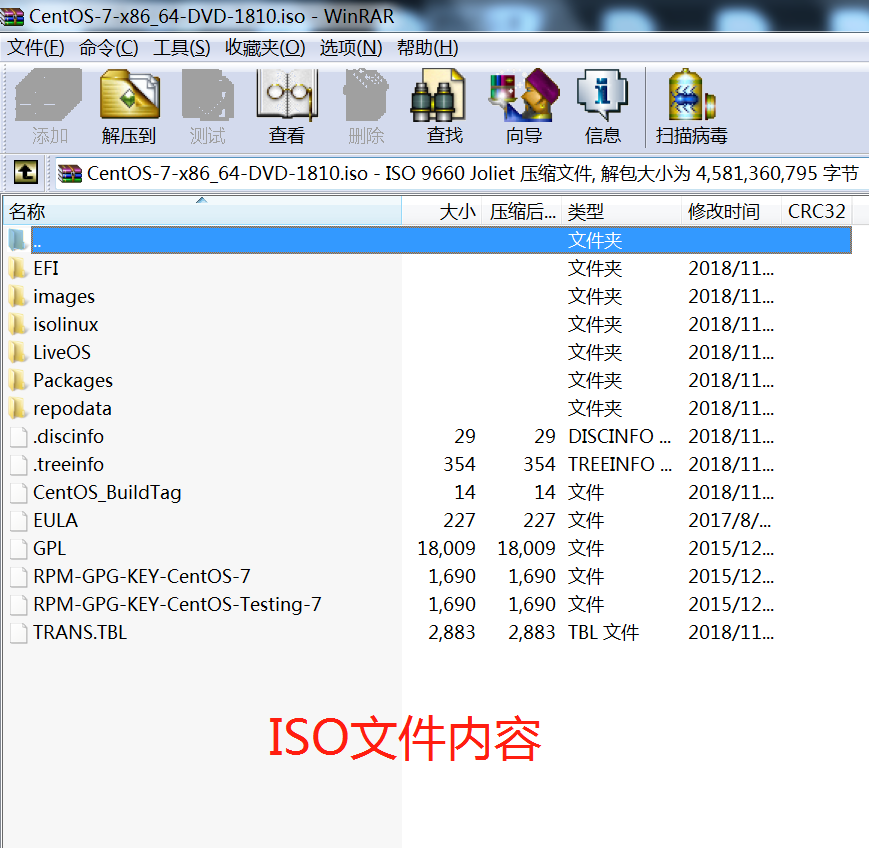 CentOS-7-x86_64-DVD-1810.iso - WinRAR
文件(F) 命令(C) 工具(S) 收藏夹(O) 选项(N) 帮助(H)
添加 解压到 测试 查看 删除 查找 向导 信息 扫描病毒
CentOS-7-x86_64-DVD-1810.iso - ISO 9660 Joliet 压缩文件, 解包大小为 4,581,360,795 字节
名称 大小 压缩后... 类型 修改时间 CRC32
.. 文件夹
EFI 文件夹 2018/11...
images 文件夹 2018/11...
isolinux 文件夹 2018/11...
LiveOS 文件夹 2018/11...
Packages 文件夹 2018/11...
repodata 文件夹 2018/11...
.discinfo 29 29 DISCINFO ... 2018/11...
.treeinfo 354 354 TREEINFO ... 2018/11...
CentOS_BuildTag 14 14 文件 2018/11...
EULA 227 227 文件 2017/8/...
GPL 18,009 18,009 文件 2015/12...
RPM-GPG-KEY-CentOS-7 1,690 1,690 文件 2015/12...
RPM-GPG-KEY-CentOS-Testing-7 1,690 1,690 文件 2015/12...
TRANS.TBL 2,883 2,883 TBL 文件 2018/11...
ISO文件内容